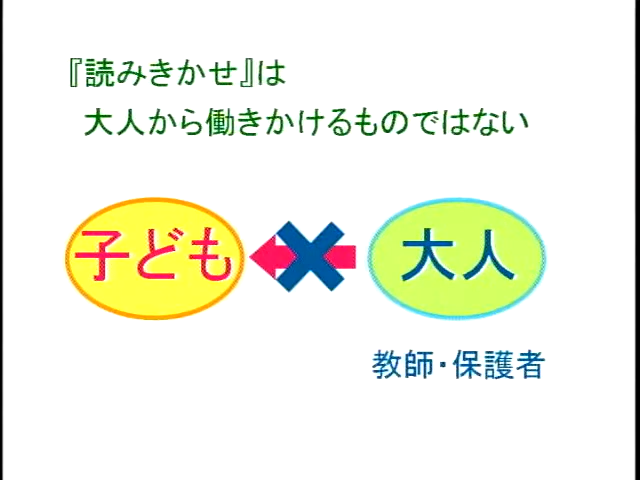 『読みきかせ』は
大人から働きかけるものではない
子ども
大人
教師・保護者